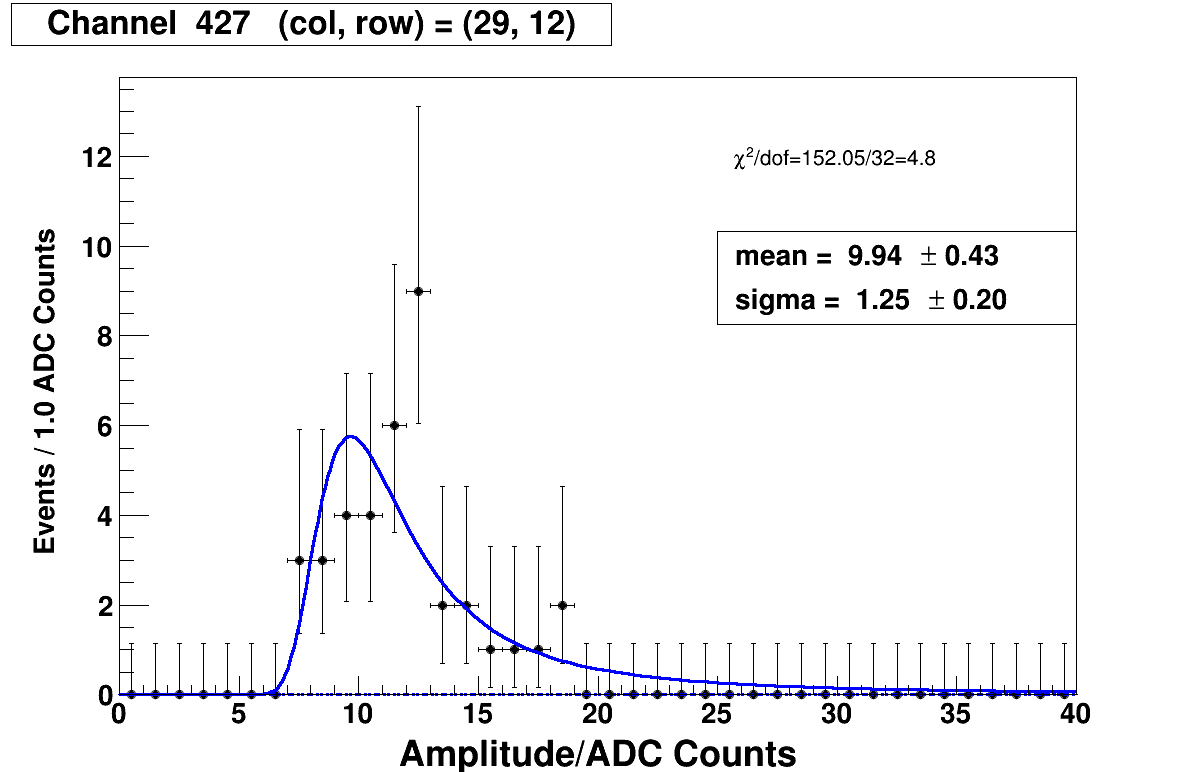 Channel 427 (col, row) = (29, 12)
χ²/dof=152.05/32=4.8
mean = 9.94 ± 0.43
sigma = 1.25 ± 0.20
Events / 1.0 ADC Counts
12
10
8
6
4
2
0
0 5 10 15 20 25 30 35 40
Amplitude/ADC Counts